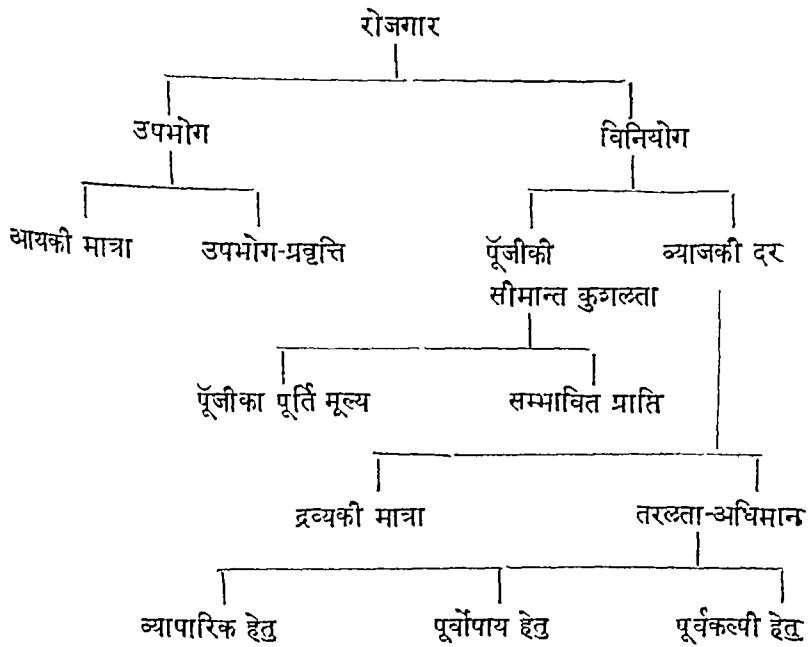 रोजगार
उपभोग विनियोग
आयकी मात्रा उपभोग-प्रवृत्ति पूँजीकी ब्याजकी दर
सीमान्त कुशलता
पूँजीका पूर्ति मूल्य सम्भावित प्राप्ति
द्रव्यकी मात्रा तरलता-अधिमान
व्यापारिक हेतु पूर्वोपाय हेतु पूर्वकल्पी हेतु